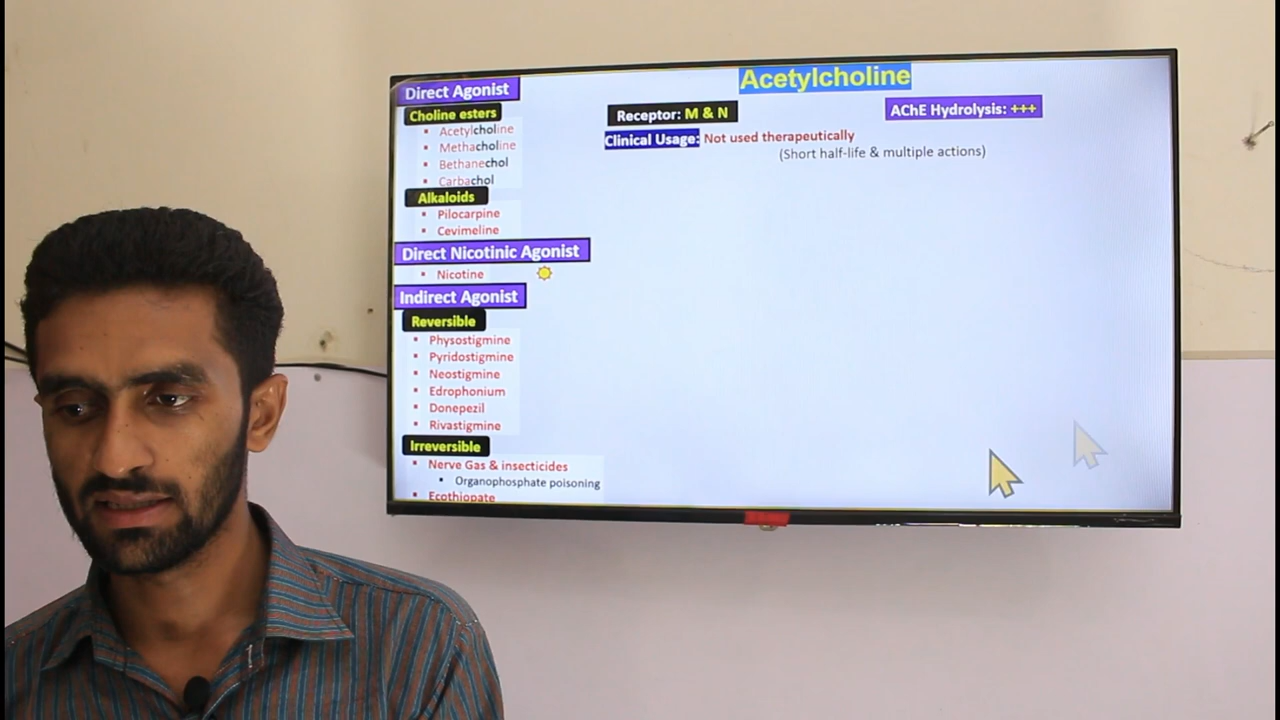 Acetylcholine
Direct Agonist
Choline esters
Acetylcholine
Methacholine
Bethanechol
Carbachol
Alkaloids
Pilocarpine
Cevimeline
Direct Nicotinic Agonist
Nicotine
Indirect Agonist
Reversible
Physostigmine
Pyridostigmine
Neostigmine
Edrophonium
Donepezil
Rivastigmine
Irreversible
Nerve Gas & insecticides
Organophosphate poisoning
Ecothiopate
Receptor: M & N
AChE Hydrolysis: +++
Clinical Usage: Not used therapeutically
(Short half-life & multiple actions)